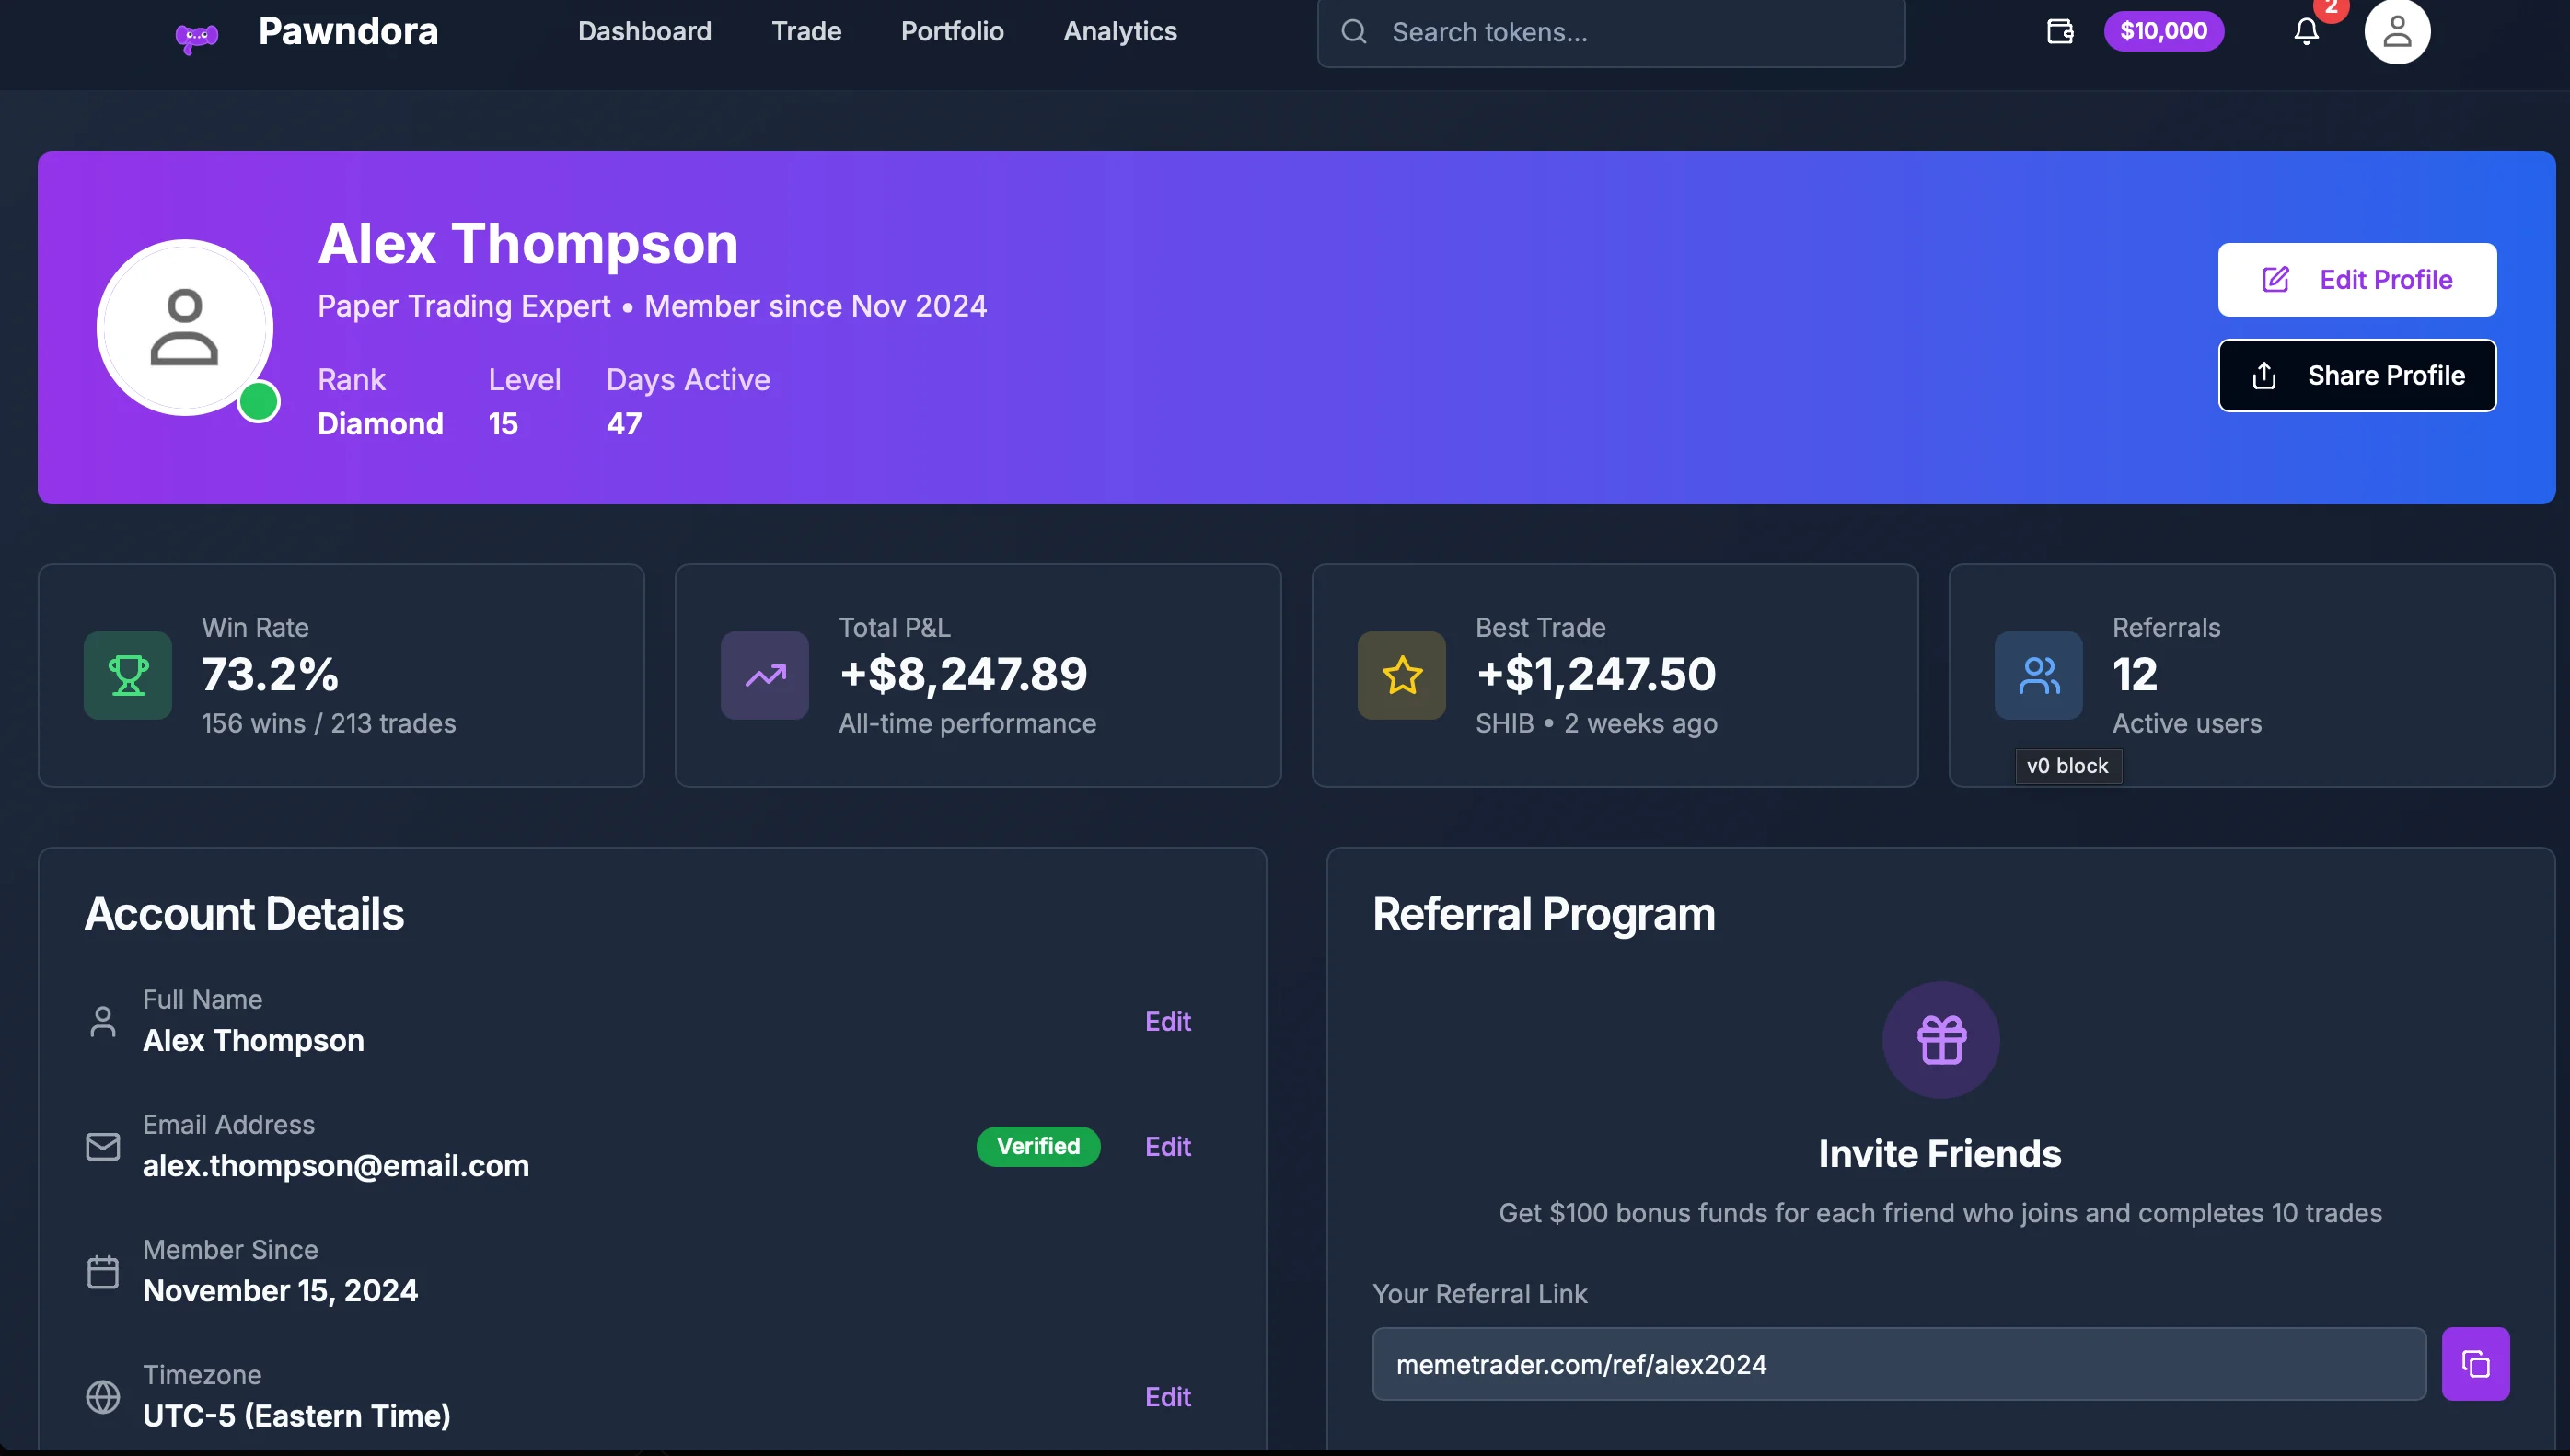 Pawndora
Dashboard
Trade
Portfolio
Analytics
Search tokens...
$10,000
2
Alex Thompson
Paper Trading Expert • Member since Nov 2024
Rank
Diamond
Level
15
Days Active
47
Edit Profile
Share Profile
Win Rate
73.2%
156 wins / 213 trades
Total P&L
+$8,247.89
All-time performance
Best Trade
+$1,247.50
SHIB • 2 weeks ago
Referrals
12
Active users
v0 block
Account Details
Full Name
Alex Thompson
Edit
Email Address
alex.thompson@email.com
Verified
Edit
Member Since
November 15, 2024
Timezone
UTC-5 (Eastern Time)
Edit
Referral Program
Invite Friends
Get $100 bonus funds for each friend who joins and completes 10 trades
Your Referral Link
memetrader.com/ref/alex2024